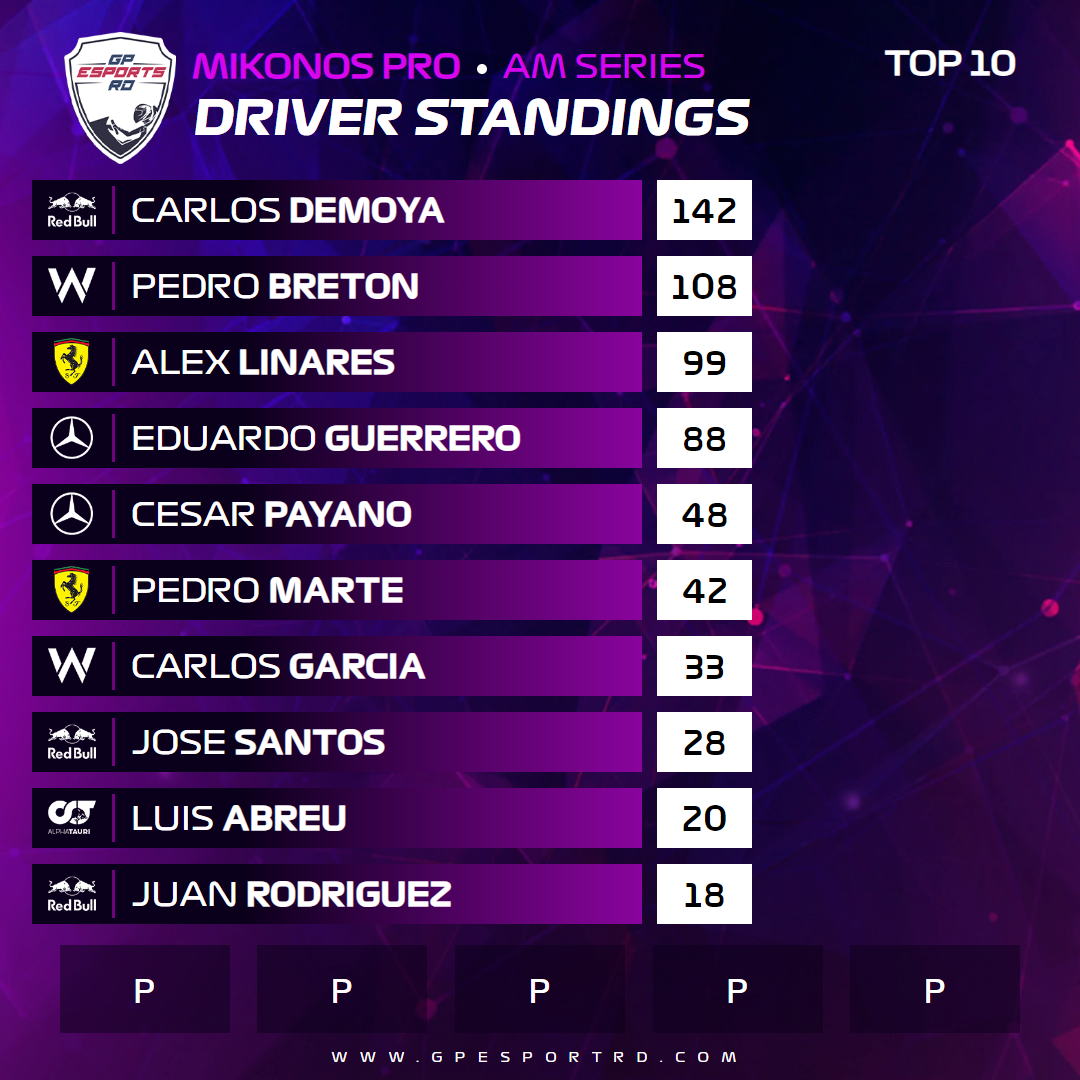 GP
ESPORTS
RD
MIKONOS PRO • AM SERIES
TOP 10
DRIVER STANDINGS
Red Bull CARLOS DEMOYA 142
W PEDRO BRETON 108
SF ALEX LINARES 99
EDUARDO GUERRERO 88
CESAR PAYANO 48
SF PEDRO MARTE 42
W CARLOS GARCIA 33
Red Bull JOSE SANTOS 28
ALPHATAURI LUIS ABREU 20
Red Bull JUAN RODRIGUEZ 18
P P P P P
WWW.GPESPORTRD.COM